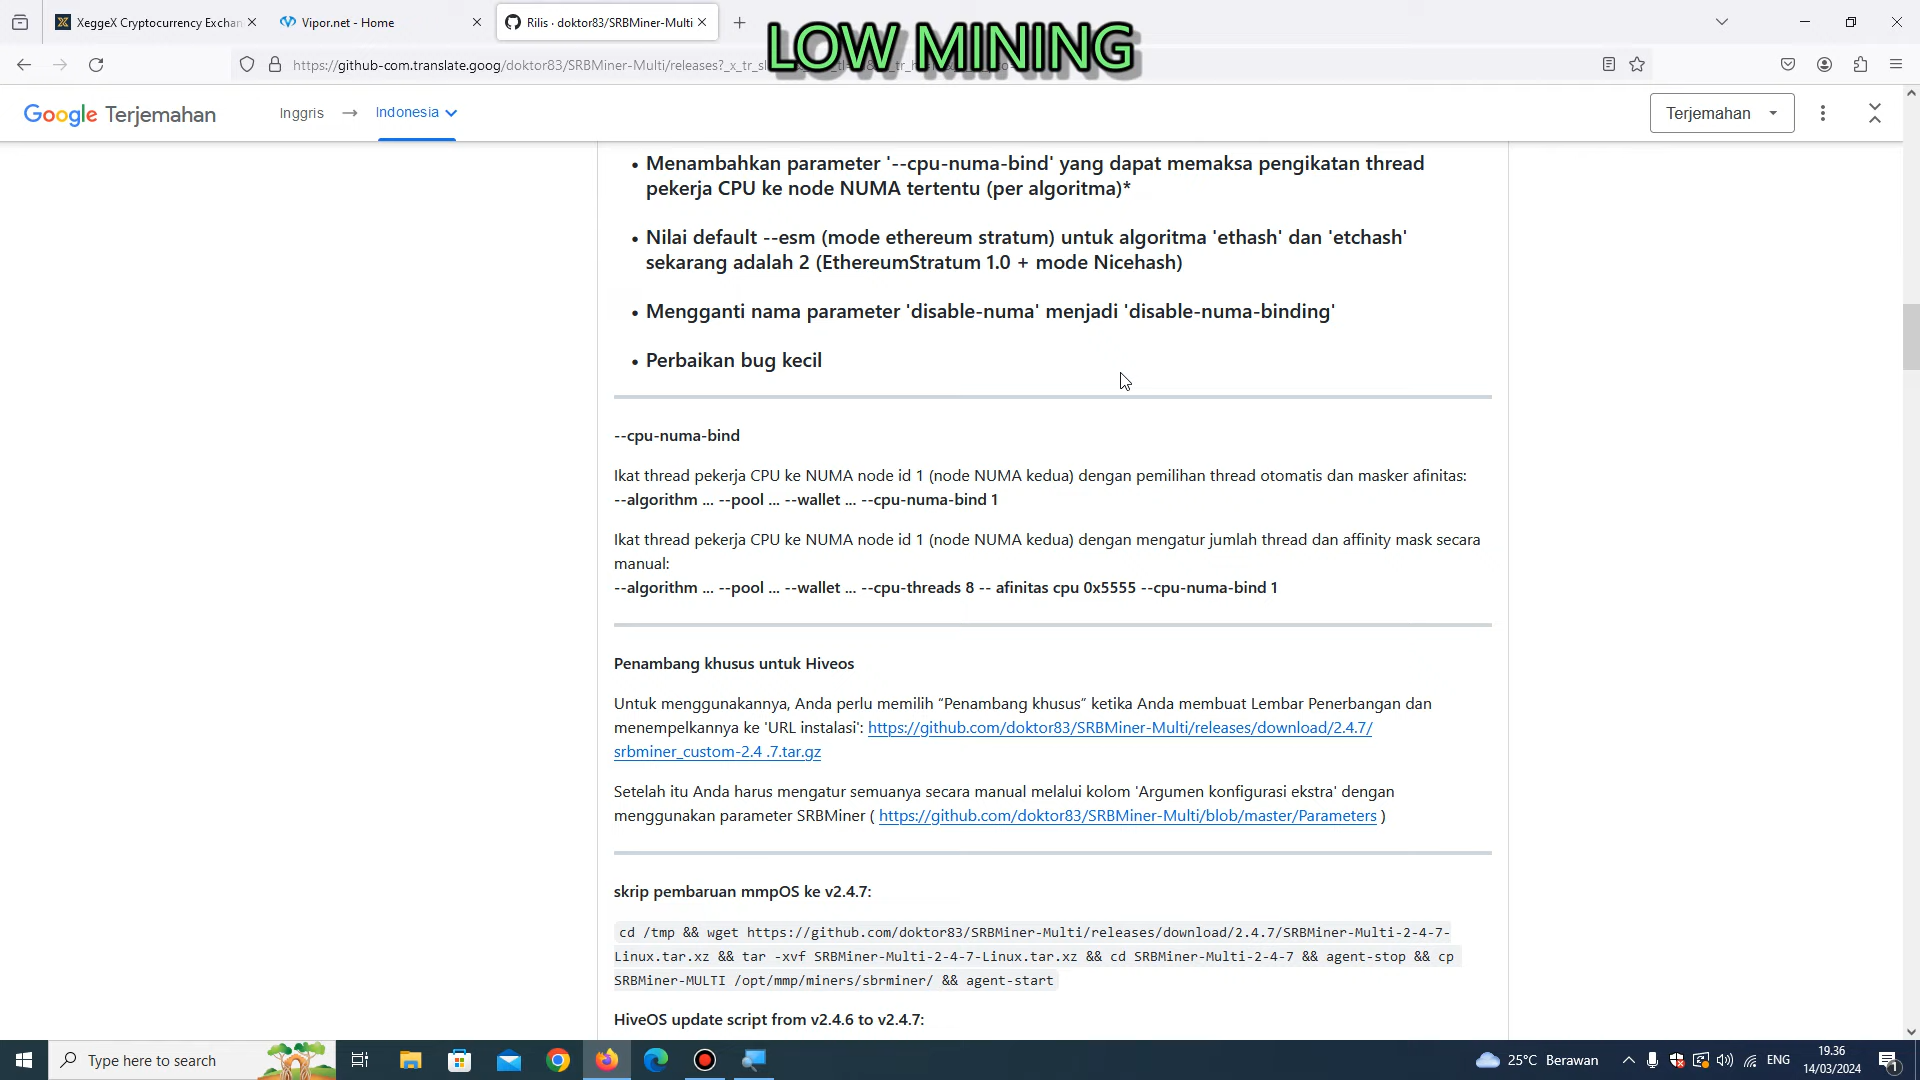 XeggeX Cryptocurrency Exchan
Vipor.net - Home
Rilis · doktor83/SRBMiner-Multi
LOW MINING
https://github-com.translate.goog/doktor83/SRBMiner-Multi/releases?_x_tr_sl
Google Terjemahan
Inggris
Indonesia
Terjemahan
• Menambahkan parameter '--cpu-numa-bind' yang dapat memaksa pengikatan thread
pekerja CPU ke node NUMA tertentu (per algoritma)*
• Nilai default --esm (mode ethereum stratum) untuk algoritma 'ethash' dan 'etchash'
sekarang adalah 2 (EthereumStratum 1.0 + mode Nicehash)
• Mengganti nama parameter 'disable-numa' menjadi 'disable-numa-binding'
• Perbaikan bug kecil
--cpu-numa-bind
Ikat thread pekerja CPU ke NUMA node id 1 (node NUMA kedua) dengan pemilihan thread otomatis dan masker afinitas:
--algorithm ... --pool ... --wallet ... --cpu-numa-bind 1
Ikat thread pekerja CPU ke NUMA node id 1 (node NUMA kedua) dengan mengatur jumlah thread dan affinity mask secara
manual:
--algorithm ... --pool ... --wallet ... --cpu-threads 8 -- afinitas cpu 0x5555 --cpu-numa-bind 1
Penambang khusus untuk Hiveos
Untuk menggunakannya, Anda perlu memilih “Penambang khusus” ketika Anda membuat Lembar Penerbangan dan
menempelkannya ke 'URL instalasi': https://github.com/doktor83/SRBMiner-Multi/releases/download/2.4.7/
srbminer_custom-2.4 .7.tar.gz
Setelah itu Anda harus mengatur semuanya secara manual melalui kolom 'Argumen konfigurasi ekstra' dengan
menggunakan parameter SRBMiner ( https://github.com/doktor83/SRBMiner-Multi/blob/master/Parameters )
skrip pembaruan mmpOS ke v2.4.7:
cd /tmp && wget https://github.com/doktor83/SRBMiner-Multi/releases/download/2.4.7/SRBMiner-Multi-2-4-7-
Linux.tar.xz && tar -xvf SRBMiner-Multi-2-4-7-Linux.tar.xz && cd SRBMiner-Multi-2-4-7 && agent-stop && cp
SRBMiner-MULTI /opt/mmp/miners/sbrminer/ && agent-start
HiveOS update script from v2.4.6 to v2.4.7:
Type here to search
25°C Berawan
ENG
19.36
14/03/2024
1